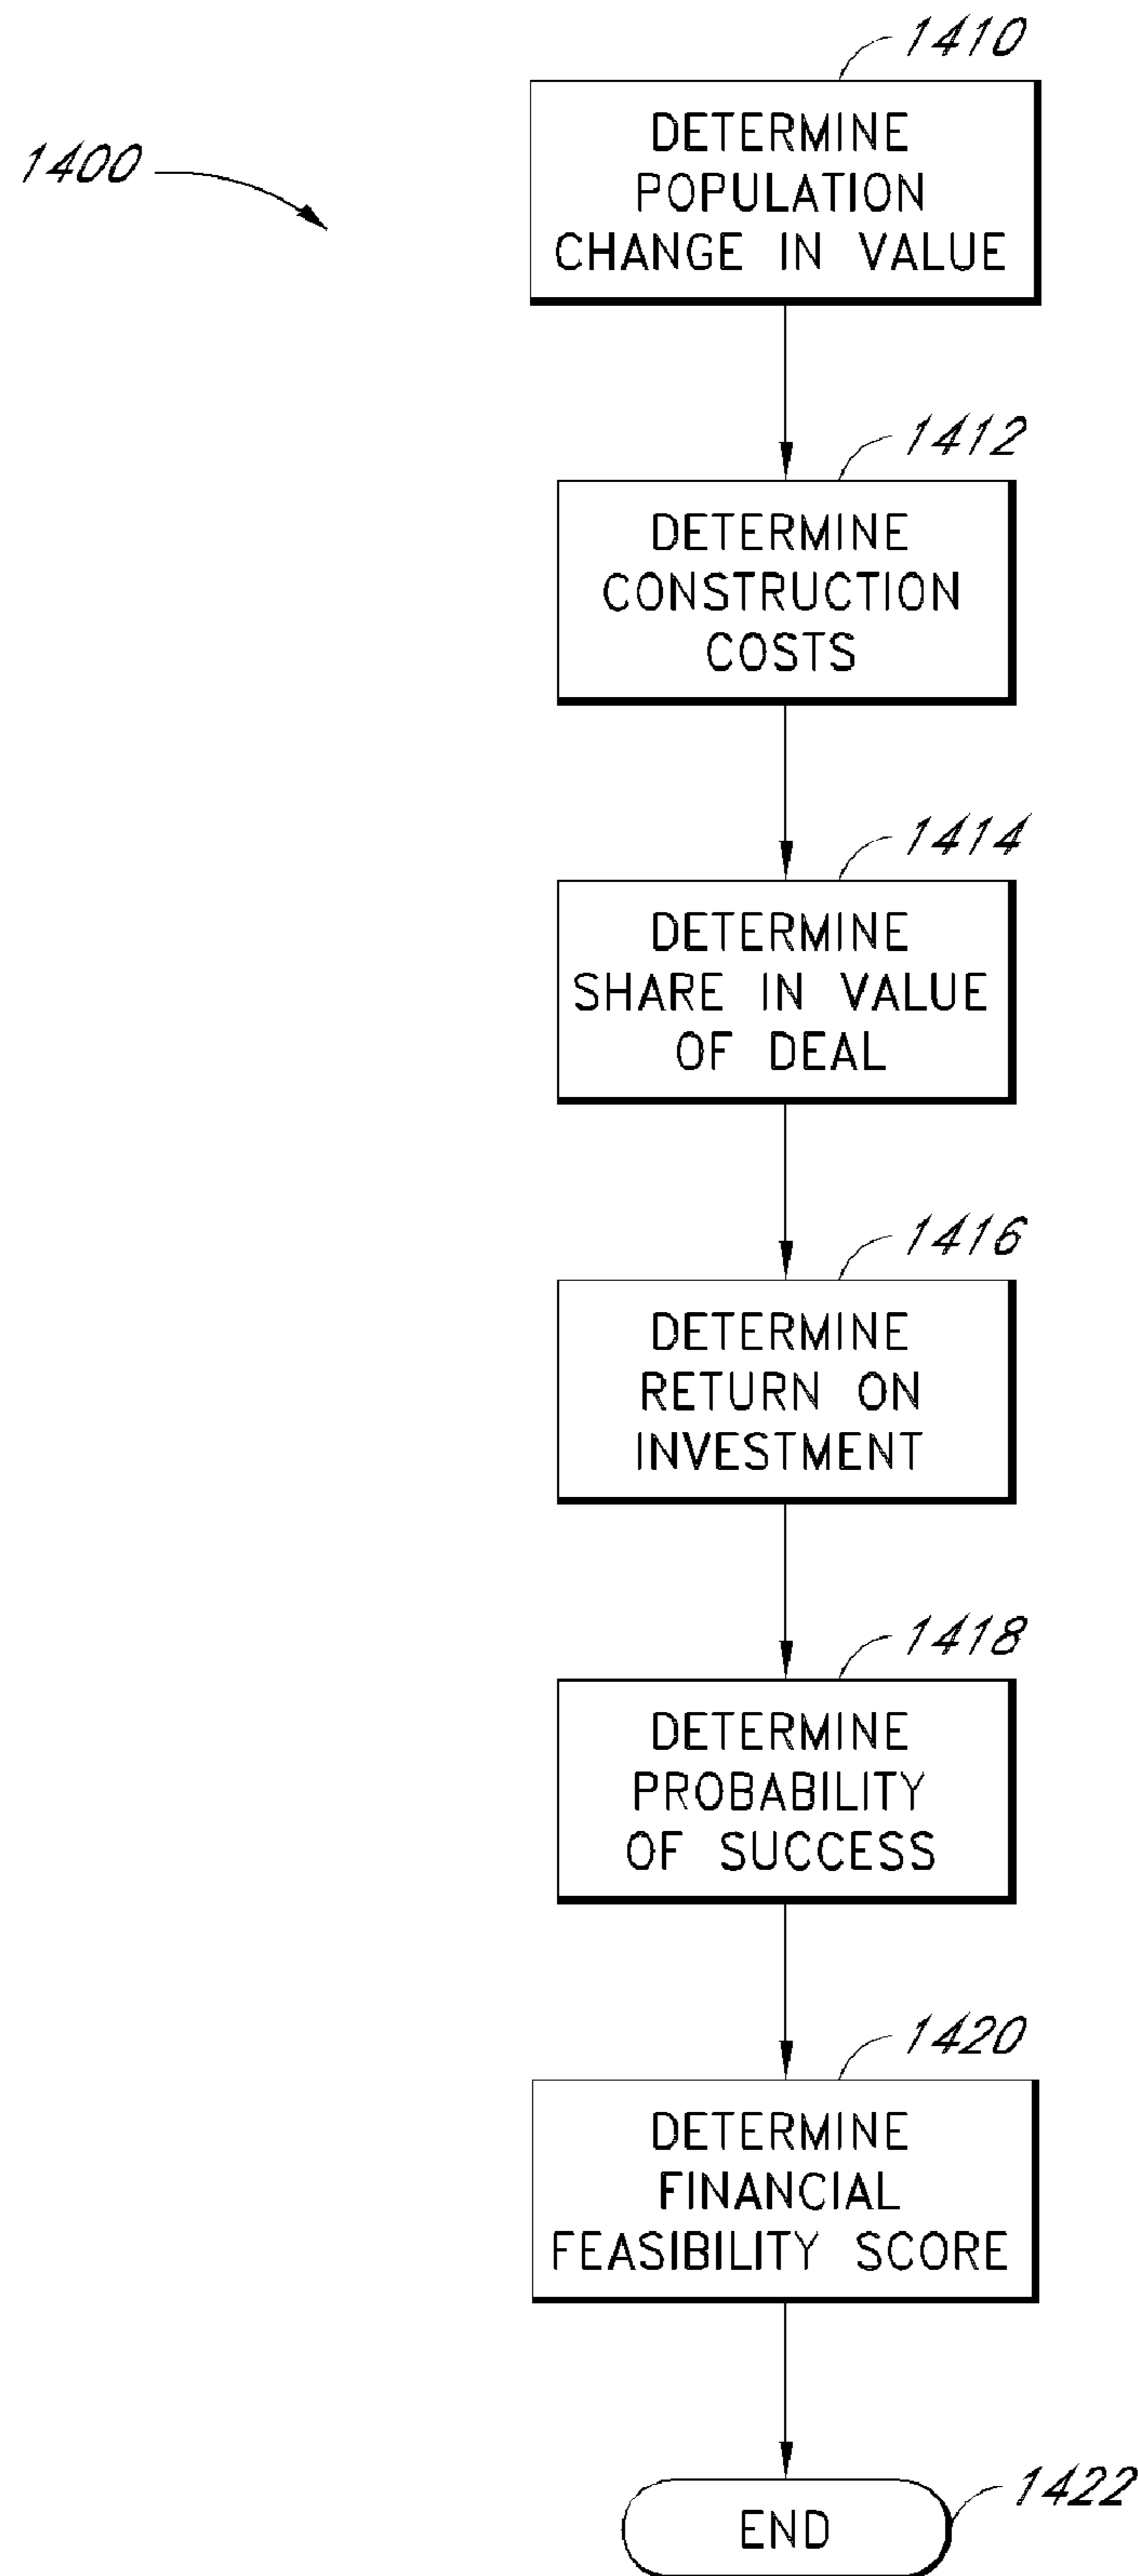 1410
1400
DETERMINE
POPULATION
CHANGE IN VALUE
1412
DETERMINE
CONSTRUCTION
COSTS
1414
DETERMINE
SHARE IN VALUE
OF DEAL
1416
DETERMINE
RETURN ON
INVESTMENT
1418
DETERMINE
PROBABILITY
OF SUCCESS
1420
DETERMINE
FINANCIAL
FEASIBILITY SCORE
1422
END